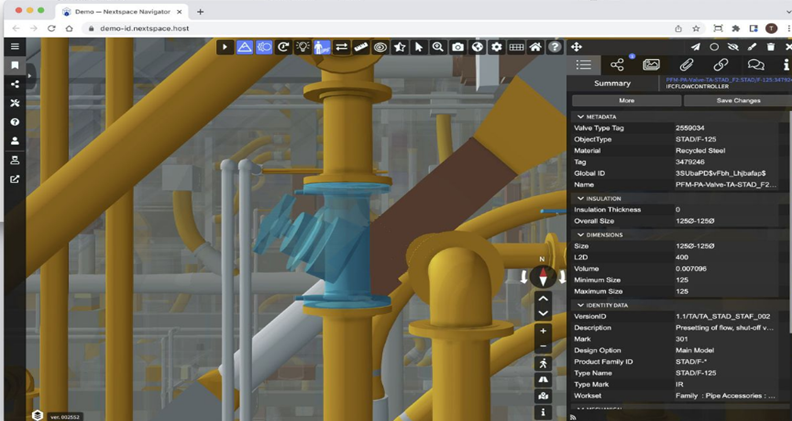 Demo — Nextspace Navigator
demo-id.nextspace.host
T
Summary
PFM-PA-Valve-TA-STAD_F2:STAD/F-125:94792
IFCFLOWCONTROLLER
More
Save Changes
METADATA
Valve Type Tag 2559034
ObjectType STAD/F-125
Material Recycled Steel
Tag 3479246
Global ID 3SUbaPD$vFbh_Lhjbafap$
Name PFM-PA-Valve-TA-STAD_F2...
INSULATION
Insulation Thickness 0
Overall Size 125Ø-125Ø
DIMENSIONS
Size 125Ø-125Ø
L2D 400
Volume 0.007096
Minimum Size 125
Maximum Size 125
IDENTITY DATA
VersionID 1.1/TA/TA_STAD_STAF_002
Description Presetting of flow, shut-off v...
Mark 301
Design Option Main Model
Product Family ID STAD/F-*
Type Name STAD/F-125
Type Mark IR
Workset Family : Pipe Accessories : ...
N
ver. 902552